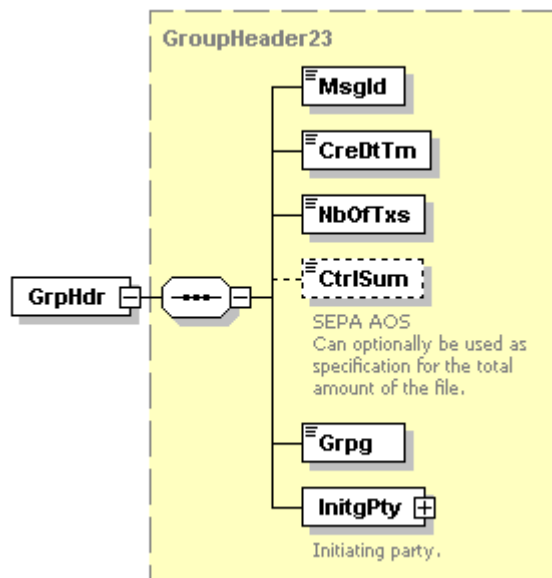 GroupHeader23
MsgId
CreDtTm
NbOfTxs
GrpHdr
CtrlSum
SEPA AOS
Can optionally be used as
specification for the total
amount of the file.
Grpg
InitgPty
Initiating party.